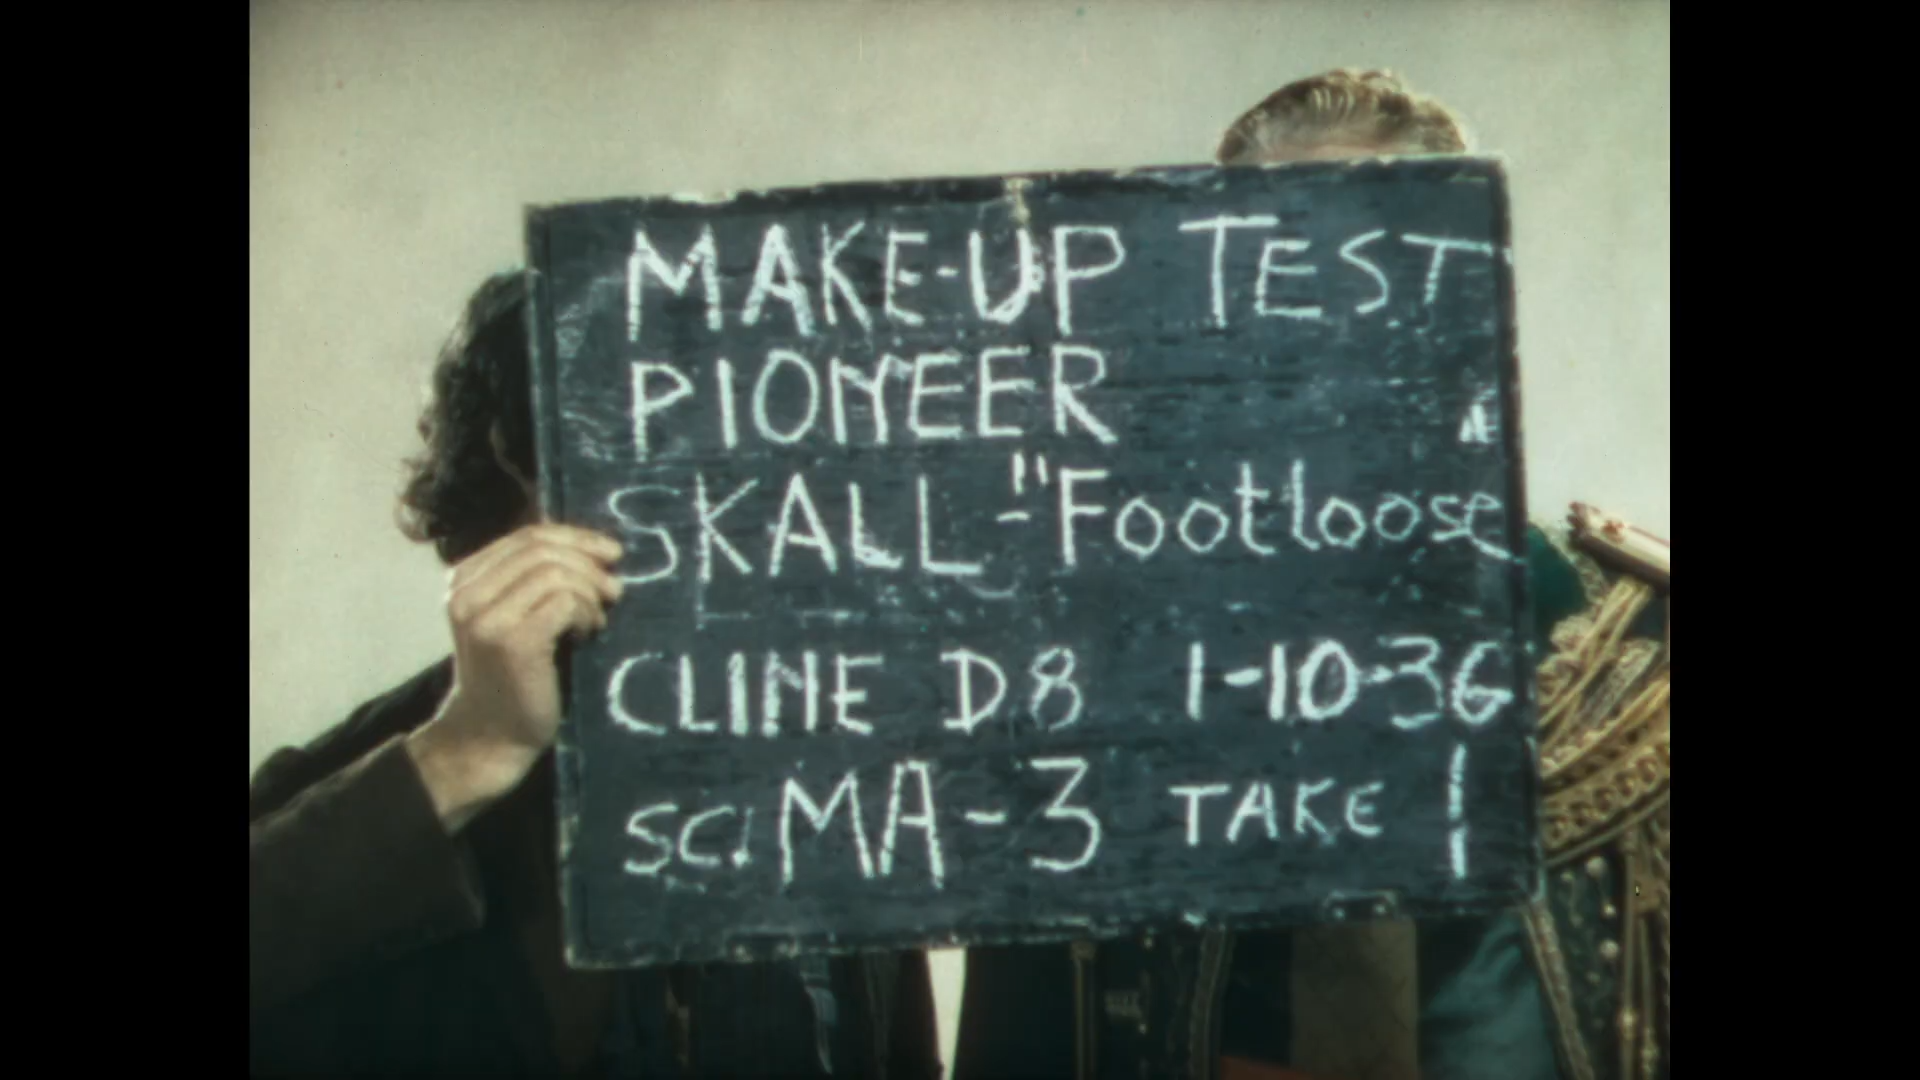 MAKE-UP TEST
PIONEER
SKALL-"Footloose
CLINE D8 1-10-36
SC. MA-3 TAKE 1